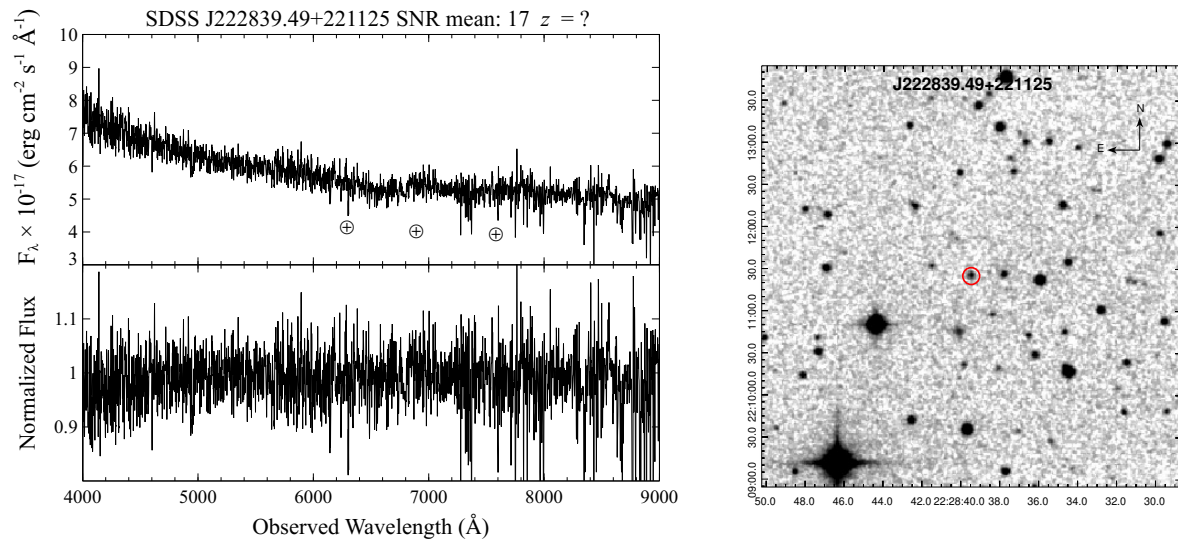 SDSS J222839.49+221125 SNR mean: 17 z = ?
10
9
8
7
6
5
4
3
F_λ × 10^-17 (erg cm^-2 s^-1 Å^-1)
1.1
1
0.9
Normalized Flux
4000 5000 6000 7000 8000 9000
Observed Wavelength (Å)
J222839.49+221125
N
E
30.0
13:00.0
30.0
12:00.0
30.0
11:00.0
30.0
22:10:00.0
30.0
09:00.0
50.0 48.0 46.0 44.0 42.0 22:28:40.0 38.0 36.0 34.0 32.0 30.0